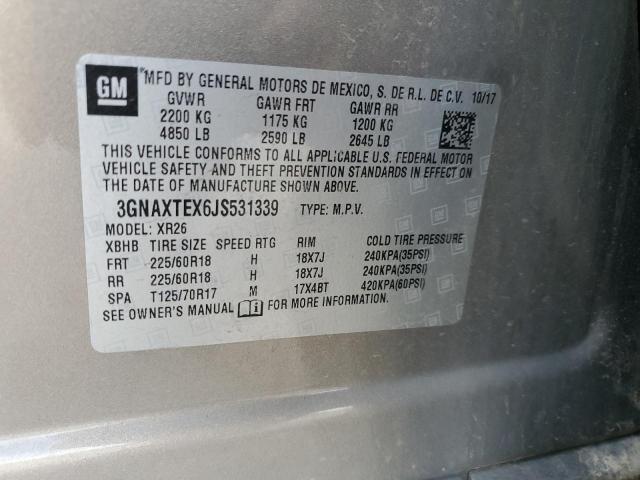 GM
*MFD BY GENERAL MOTORS DE MEXICO, S. DE R.L. DE C.V. 10/17
GVWR GAWR FRT GAWR RR
2200 KG 1175 KG 1200 KG
4850 LB 2590 LB 2645 LB
THIS VEHICLE CONFORMS TO ALL APPLICABLE U.S. FEDERAL MOTOR
VEHICLE SAFETY AND THEFT PREVENTION STANDARDS IN EFFECT ON
THE DATE OF MANUFACTURE SHOWN ABOVE.
3GNAXTEX6JS531339 TYPE: M.P.V.
MODEL: XR26
XBHB TIRE SIZE SPEED RTG RIM COLD TIRE PRESSURE
FRT 225/60R18 H 18X7J 240KPA(35PSI)
RR 225/60R18 H 18X7J 240KPA(35PSI)
SPA T125/70R17 M 17X4BT 420KPA(60PSI)
SEE OWNER'S MANUAL FOR MORE INFORMATION.